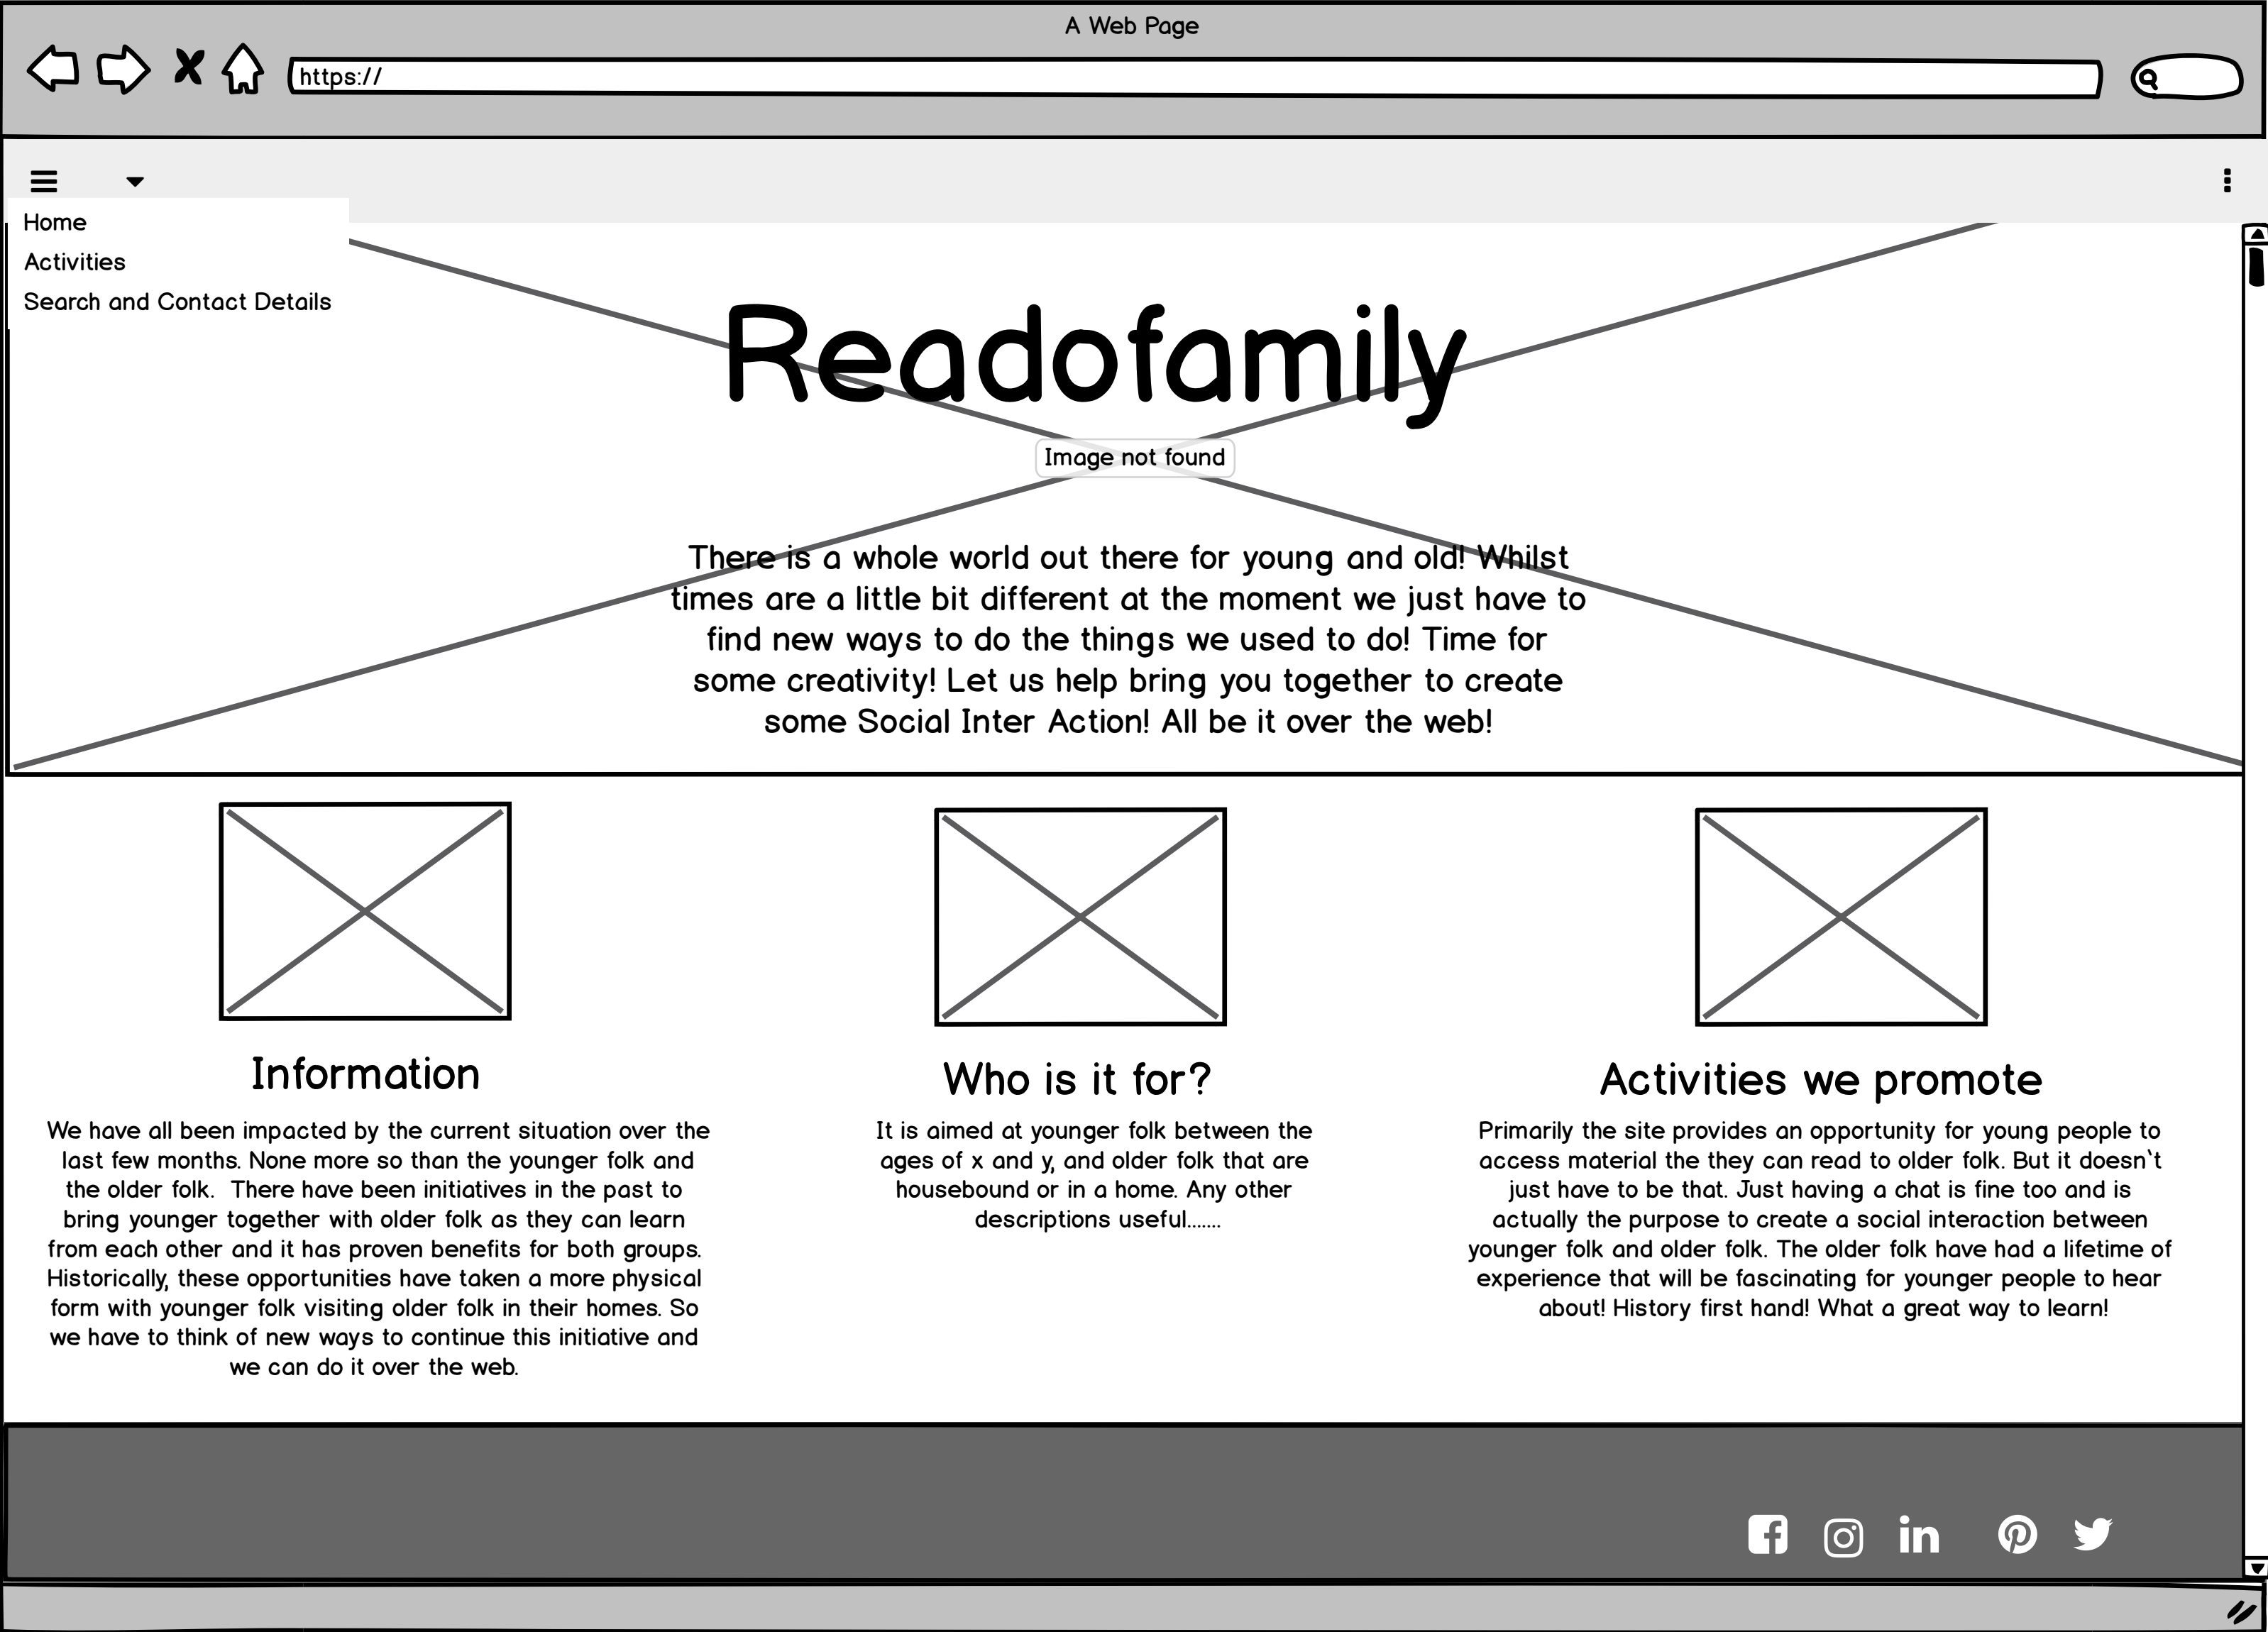 A Web Page
https://
Home
Activities
Search and Contact Details
Readofamily
Image not found
There is a whole world out there for young and old! Whilst
times are a little bit different at the moment we just have to
find new ways to do the things we used to do! Time for
some creativity! Let us help bring you together to create
some Social Inter Action! All be it over the web!
Information
We have all been impacted by the current situation over the
last few months. None more so than the younger folk and
the older folk.  There have been initiatives in the past to
bring younger together with older folk as they can learn
from each other and it has proven benefits for both groups.
Historically, these opportunities have taken a more physical
form with younger folk visiting older folk in their homes. So
we have to think of new ways to continue this initiative and
we can do it over the web.
Who is it for?
It is aimed at younger folk between the
ages of x and y, and older folk that are
housebound or in a home. Any other
descriptions useful.......
Activities we promote
Primarily the site provides an opportunity for young people to
access material the they can read to older folk. But it doesn`t
just have to be that. Just having a chat is fine too and is
actually the purpose to create a social interaction between
younger folk and older folk. The older folk have had a lifetime of
experience that will be fascinating for younger people to hear
about! History first hand! What a great way to learn!